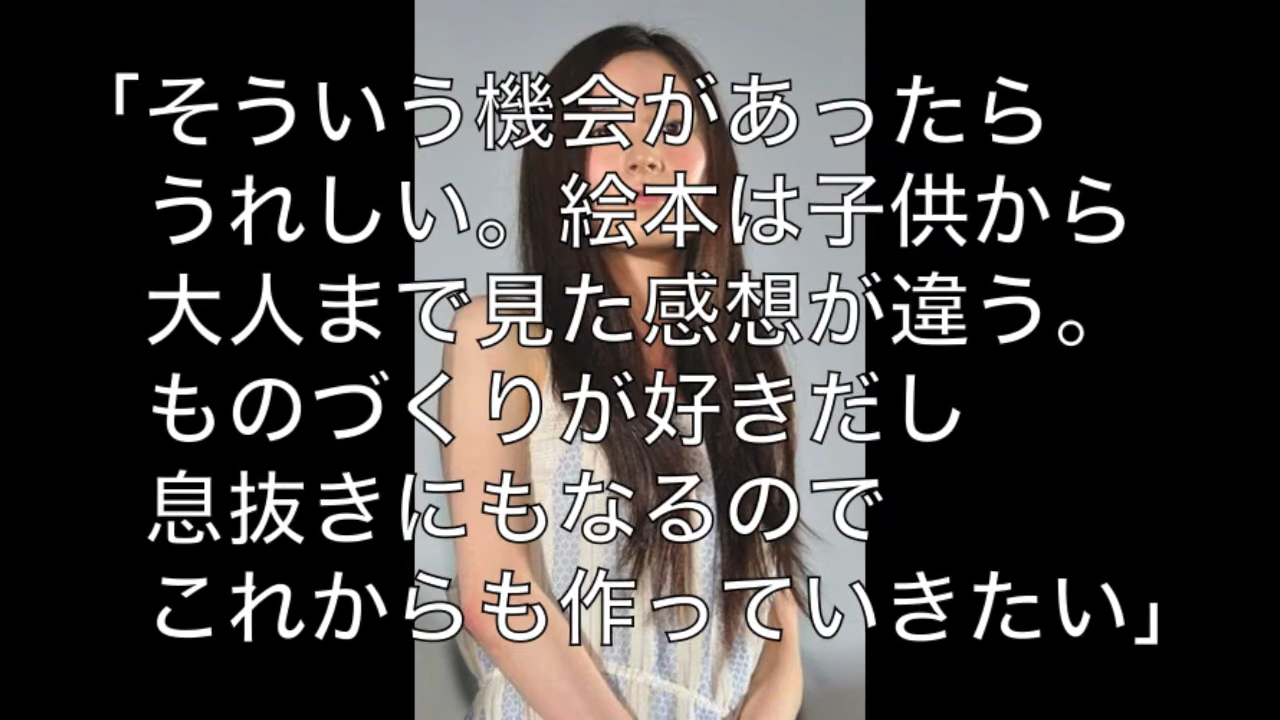 「そういう機会があったら
うれしい。絵本は子供から
大人まで見た感想が違う。
ものづくりが好きだし
息抜きにもなるので
これからも作っていきたい」